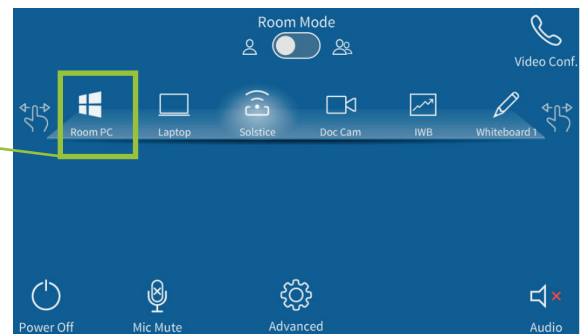 Room Mode
Video Conf.
Room PC
Laptop
Solstice
Doc Cam
IWB
Whiteboard 1
Power Off
Mic Mute
Advanced
Audio